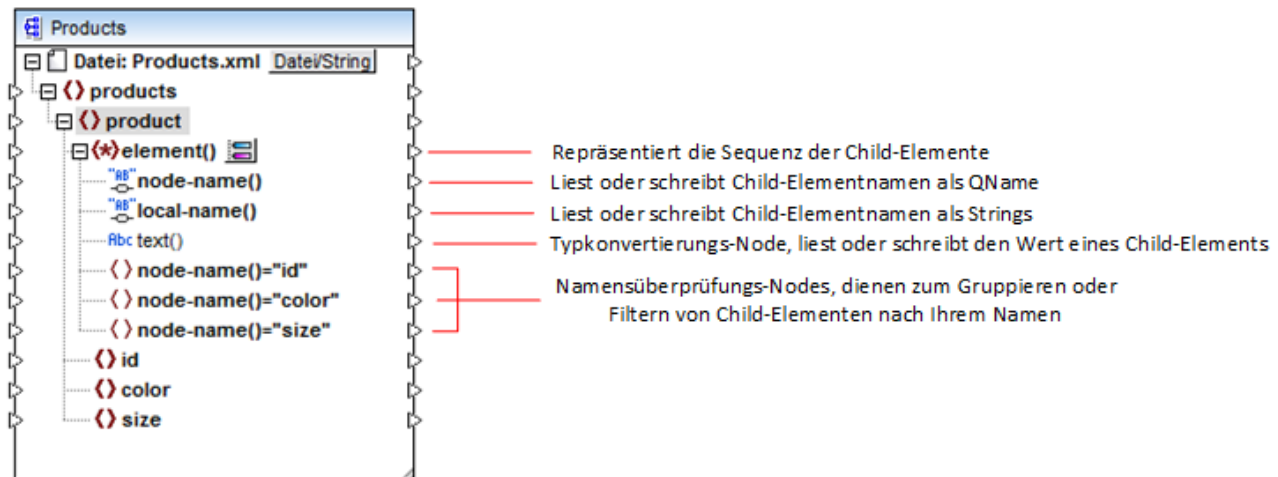 Products
Datei: Products.xml Datei/String
products
product
element() Repräsentiert die Sequenz der Child-Elemente
"AB" node-name() Liest oder schreibt Child-Elementnamen als QName
"AB" local-name() Liest oder schreibt Child-Elementnamen als Strings
Abc text() Typkonvertierungs-Node, liest oder schreibt den Wert eines Child-Elements
node-name()="id"
node-name()="color"
node-name()="size"
Namensüberprüfungs-Nodes, dienen zum Gruppieren oder
Filtern von Child-Elementen nach Ihrem Namen
id
color
size